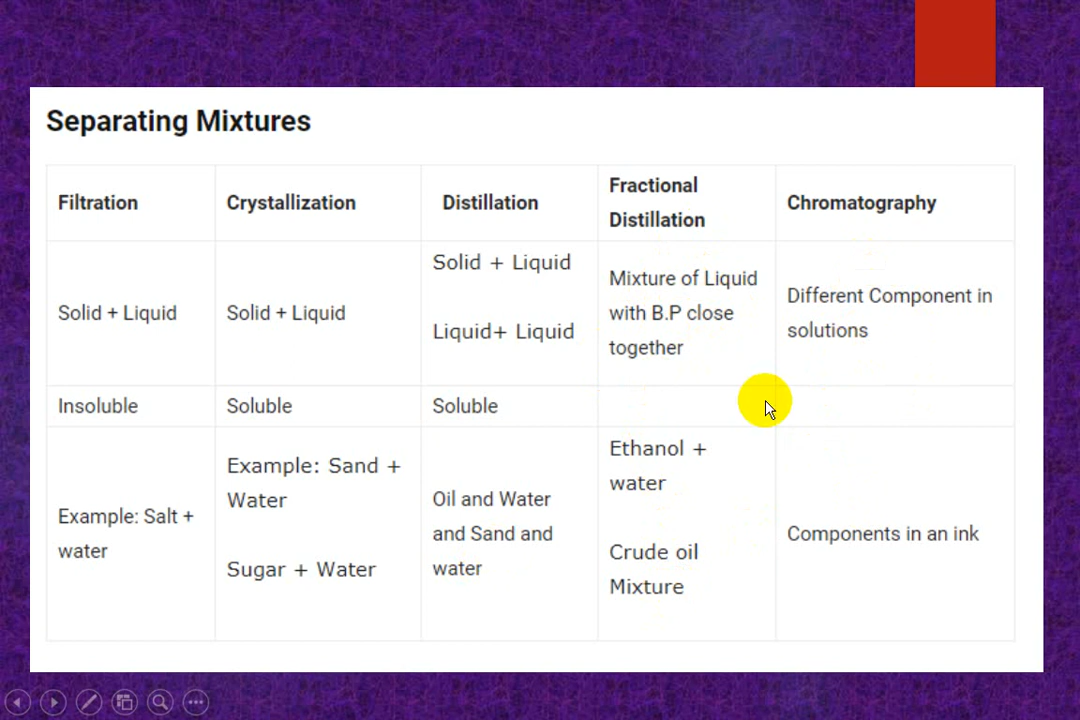 Separating Mixtures
Filtration
Crystallization
Distillation
Fractional
Distillation
Chromatography
Solid + Liquid
Solid + Liquid
Solid + Liquid
Liquid+ Liquid
Mixture of Liquid
with B.P close
together
Different Component in
solutions
Insoluble
Soluble
Soluble
Example: Salt +
water
Example: Sand +
Water
Sugar + Water
Oil and Water
and Sand and
water
Ethanol +
water
Crude oil
Mixture
Components in an ink